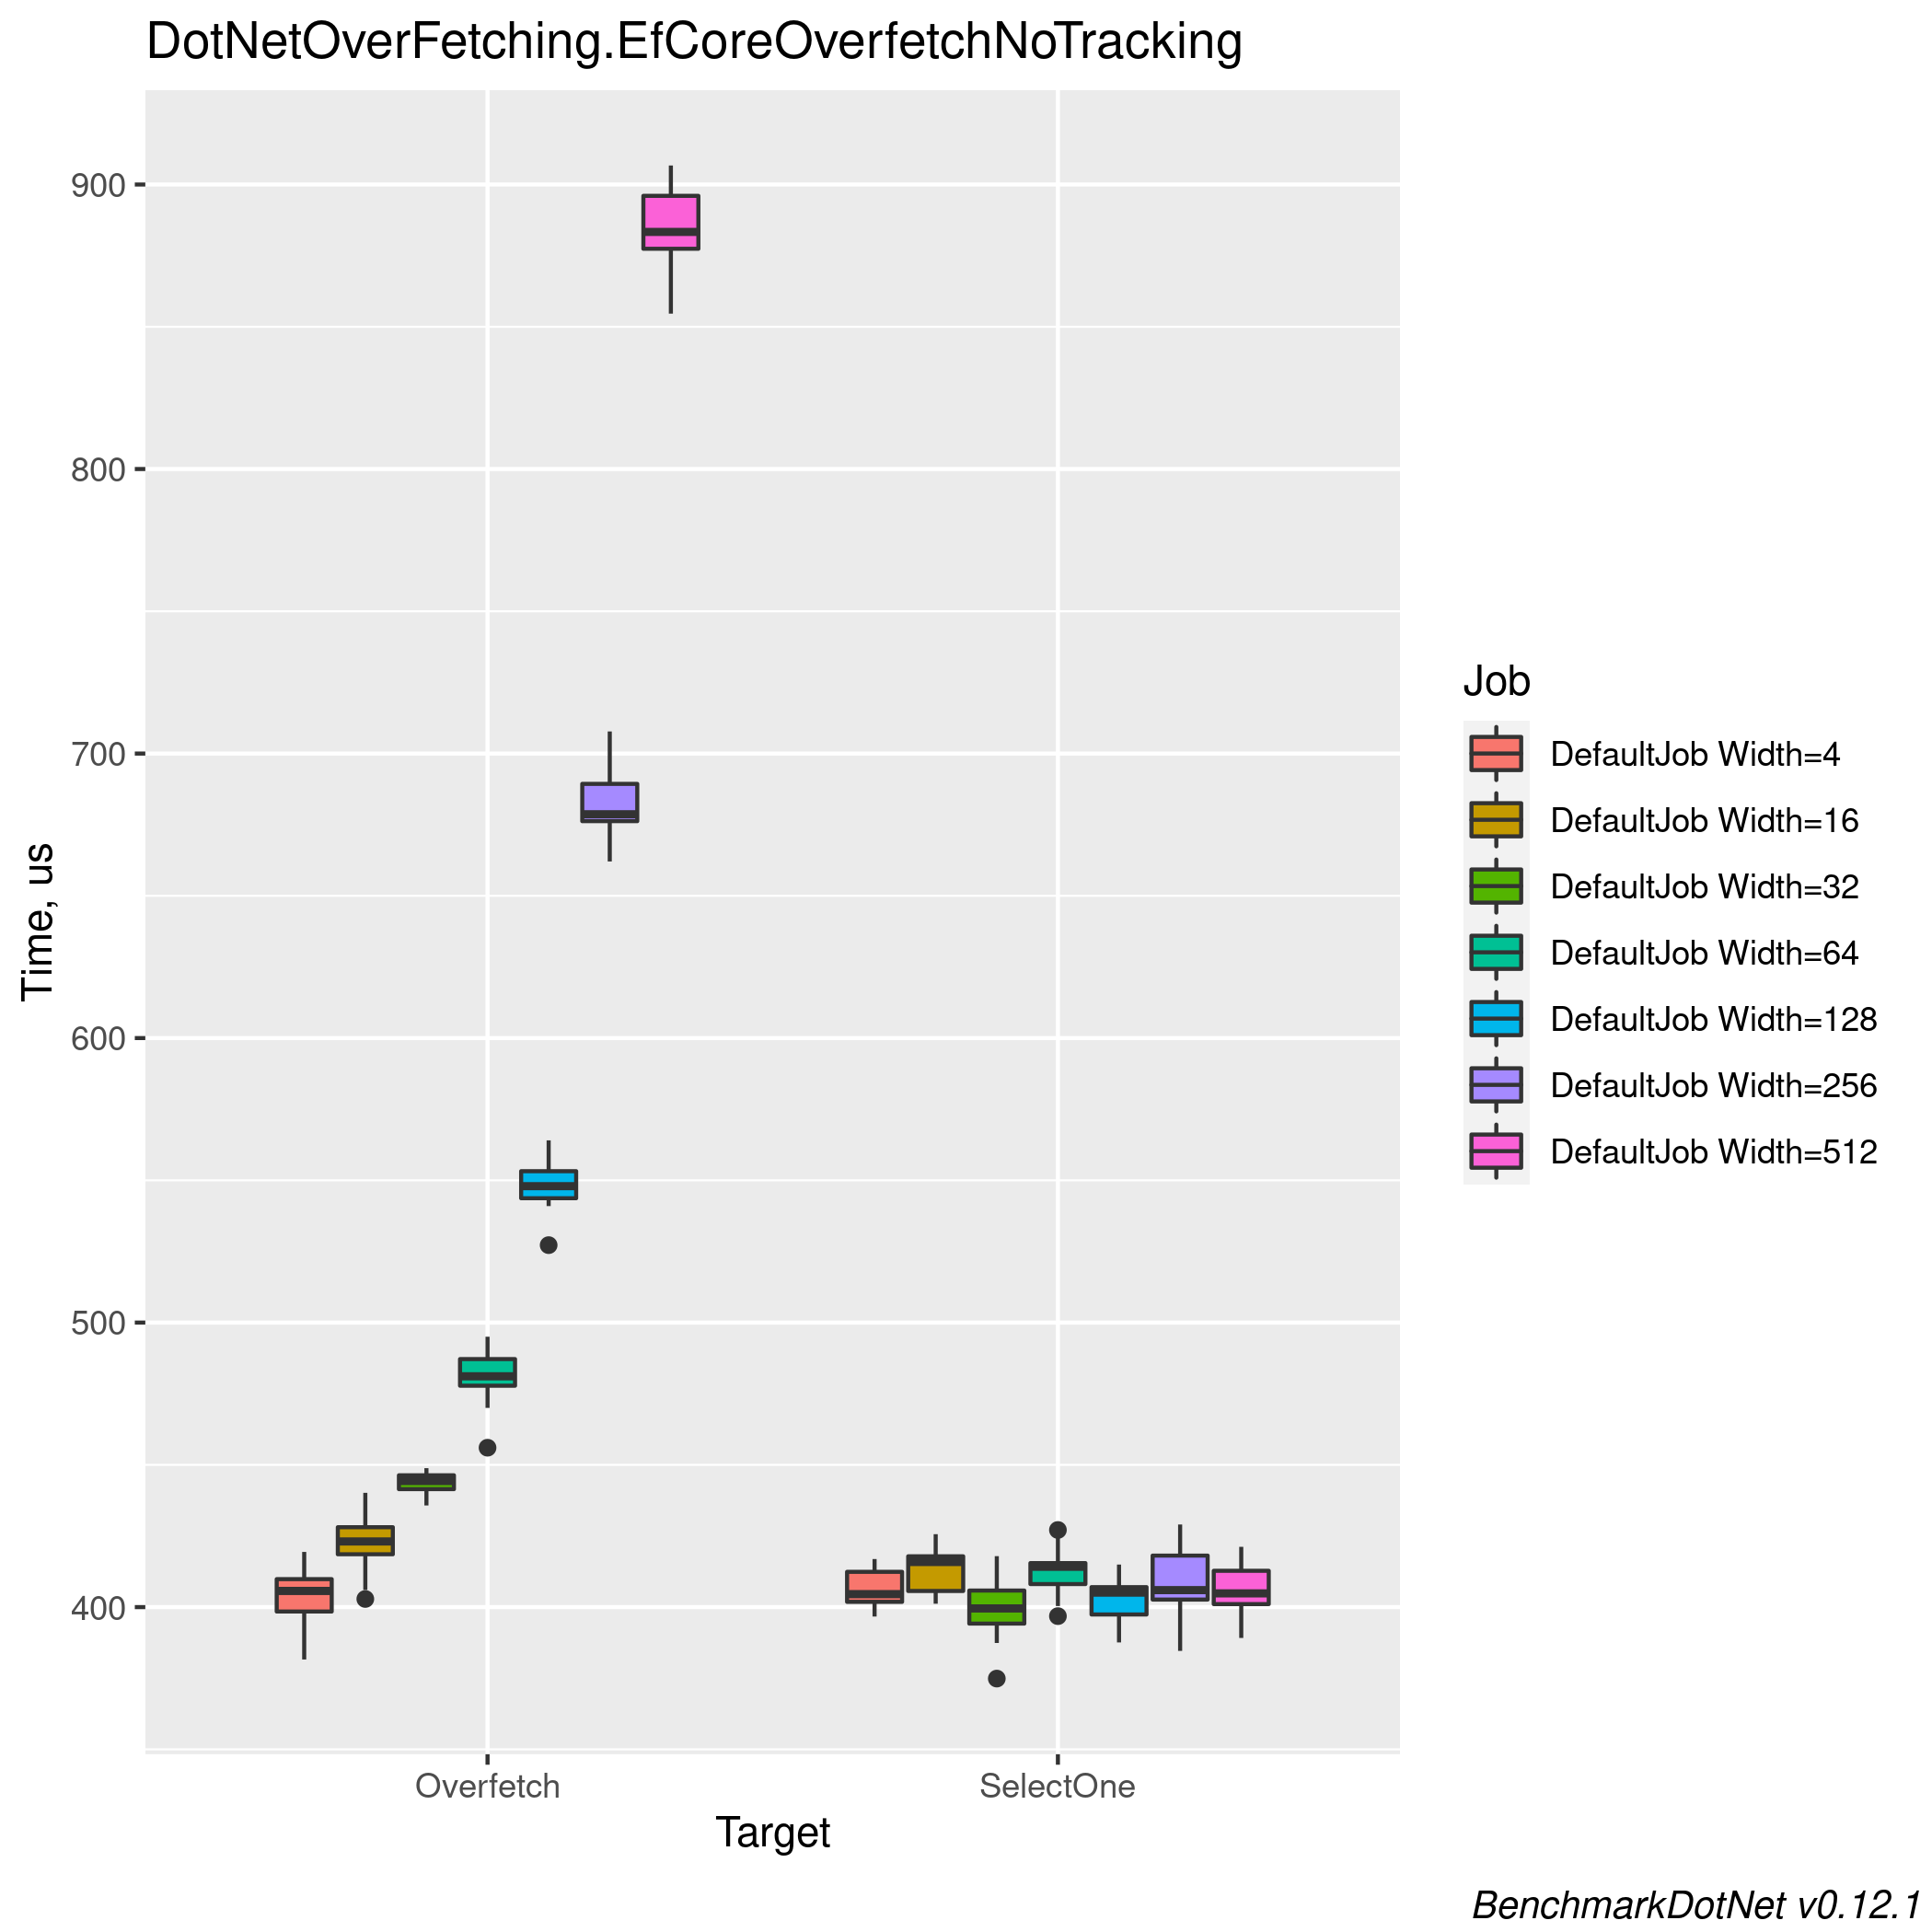 DotNetOverFetching.EfCoreOverfetchNoTracking
900
800
700
600
500
400
Time, us
Overfetch
SelectOne
Target
Job
DefaultJob Width=4
DefaultJob Width=16
DefaultJob Width=32
DefaultJob Width=64
DefaultJob Width=128
DefaultJob Width=256
DefaultJob Width=512
BenchmarkDotNet v0.12.1